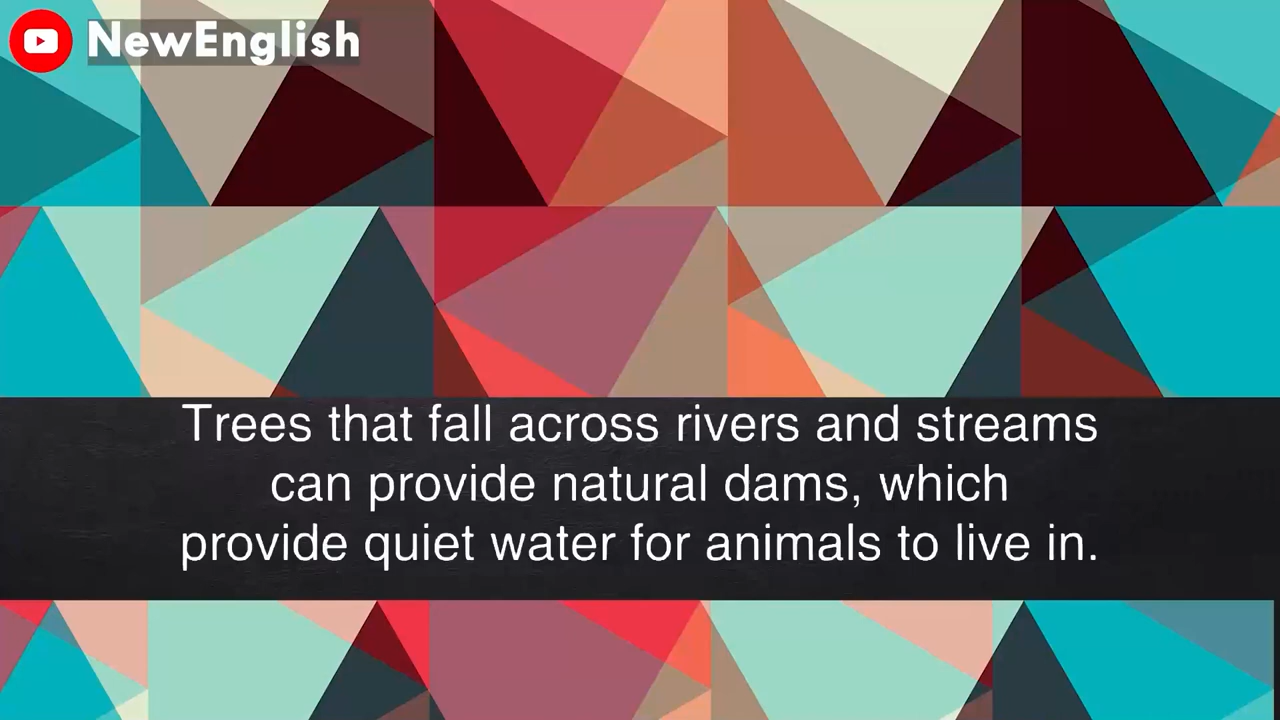 NewEnglish
Trees that fall across rivers and streams
can provide natural dams, which
provide quiet water for animals to live in.